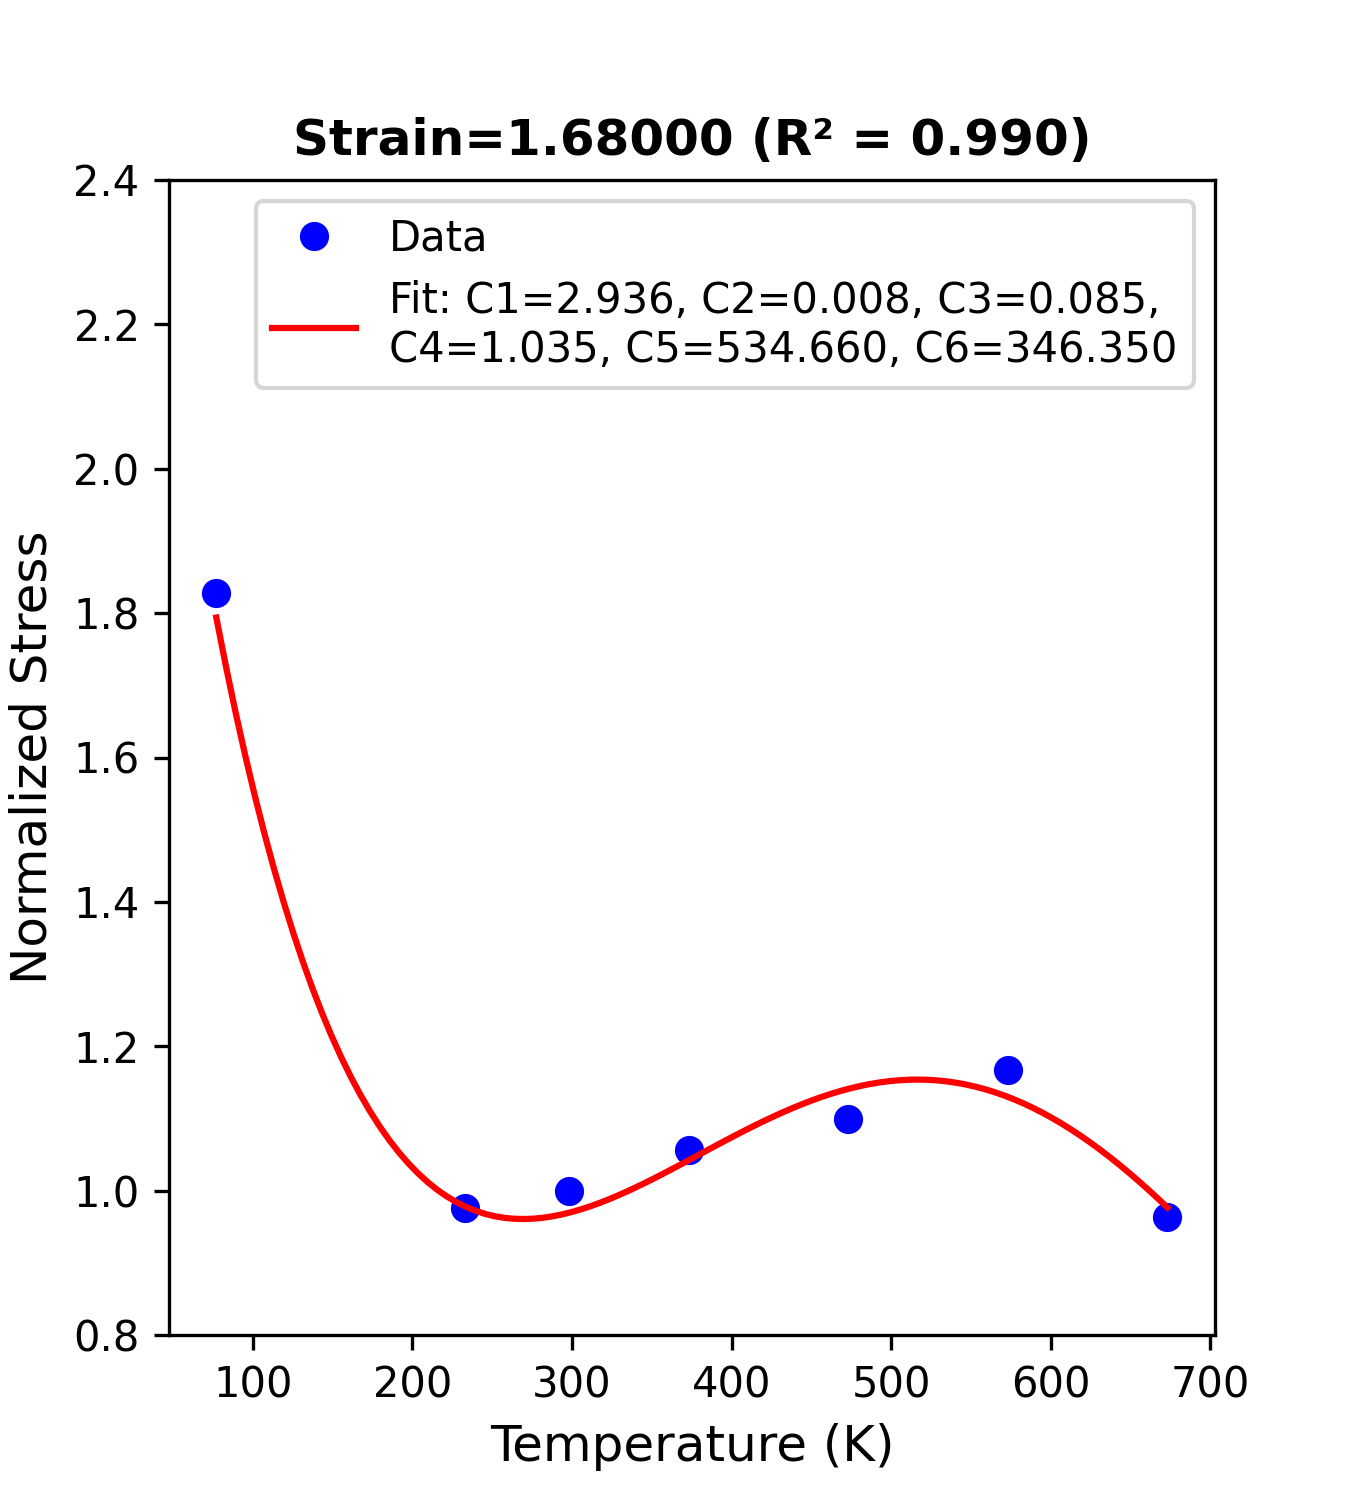 Strain=1.68000 (R² = 0.990)
2.4
2.2
2.0
1.8
1.6
1.4
1.2
1.0
0.8
Normalized Stress
Data
Fit: C1=2.936, C2=0.008, C3=0.085,
C4=1.035, C5=534.660, C6=346.350
100 200 300 400 500 600 700
Temperature (K)